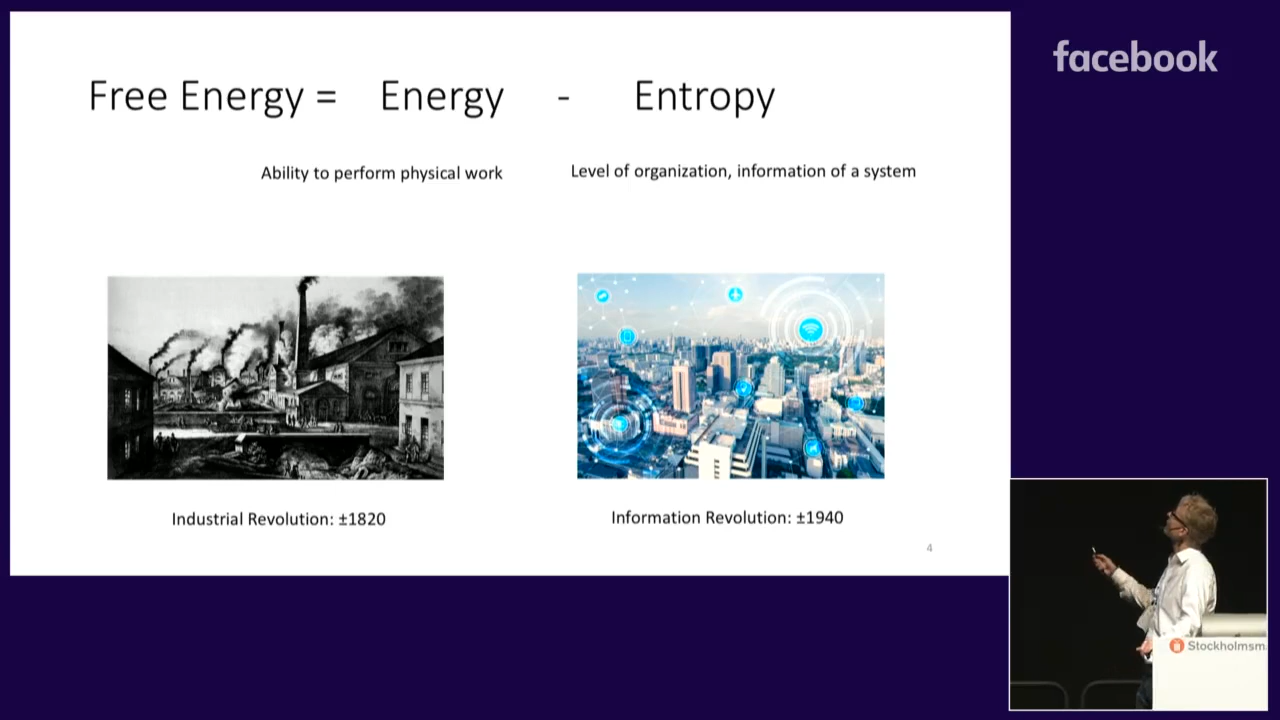 facebook
Free Energy = Energy - Entropy
Ability to perform physical work
Level of organization, information of a system
Industrial Revolution: ±1820
Information Revolution: ±1940
4
Stockholmsm